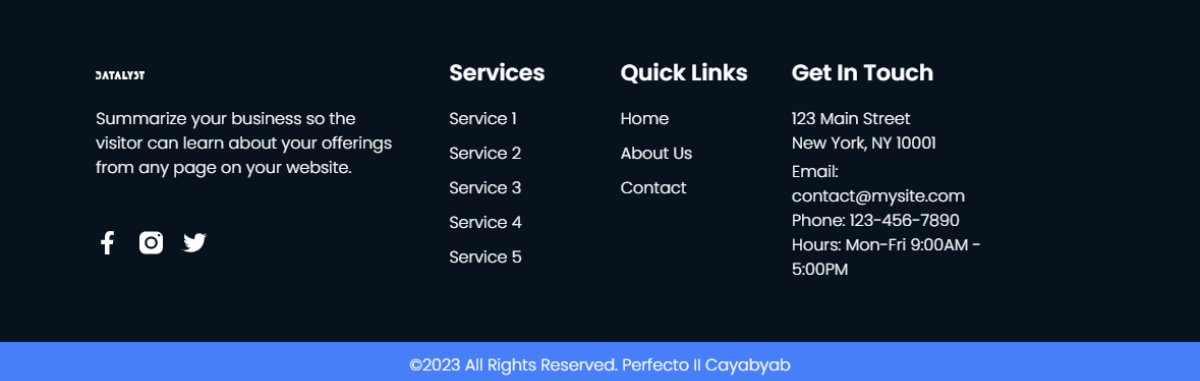 DATALYST
Summarize your business so the
visitor can learn about your offerings
from any page on your website.
Services
Service 1
Service 2
Service 3
Service 4
Service 5
Quick Links
Home
About Us
Contact
Get In Touch
123 Main Street
New York, NY 10001
Email:
contact@mysite.com
Phone: 123-456-7890
Hours: Mon-Fri 9:00AM -
5:00PM
©2023 All Rights Reserved. Perfecto II Cayabyab